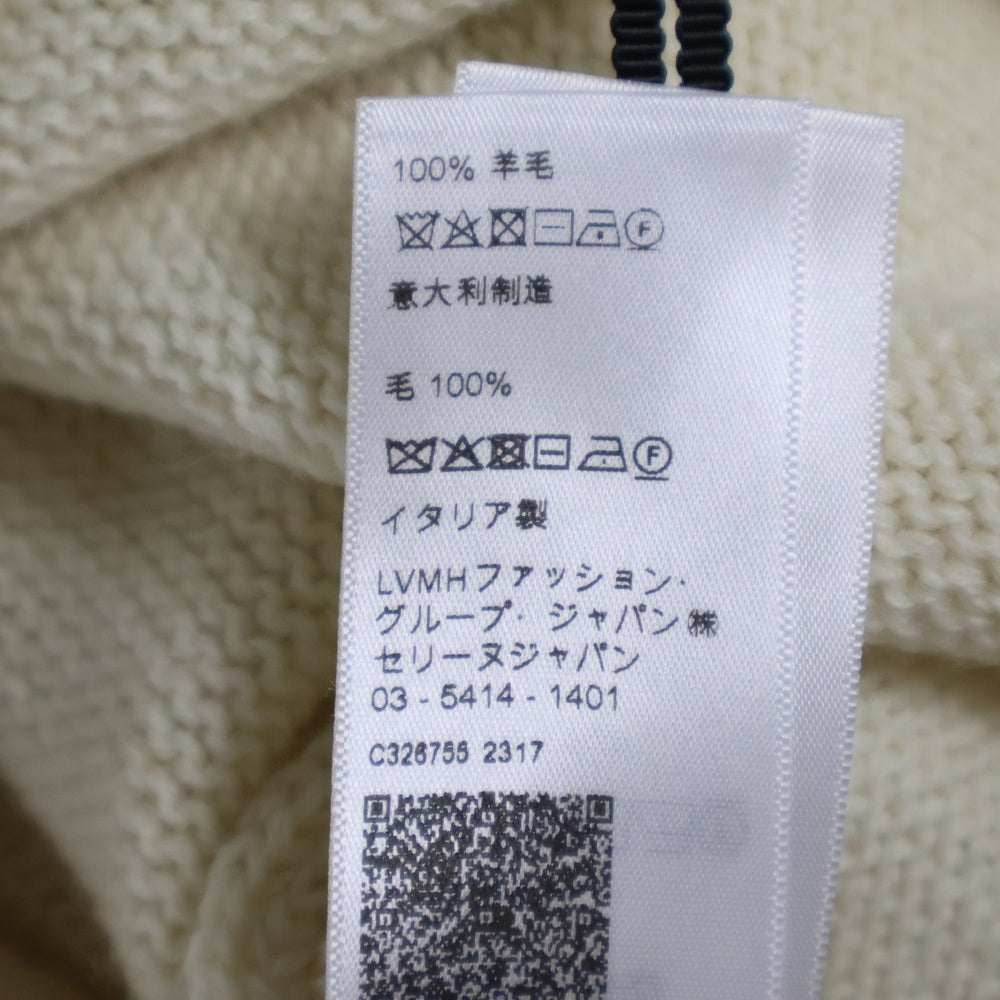 100% 羊毛
F
意大利制造
毛 100%
F
イタリア製
LVMHファッション・
グループ・ジャパン㈱
セリーヌジャパン
03 - 5414 - 1401
C326755 2317